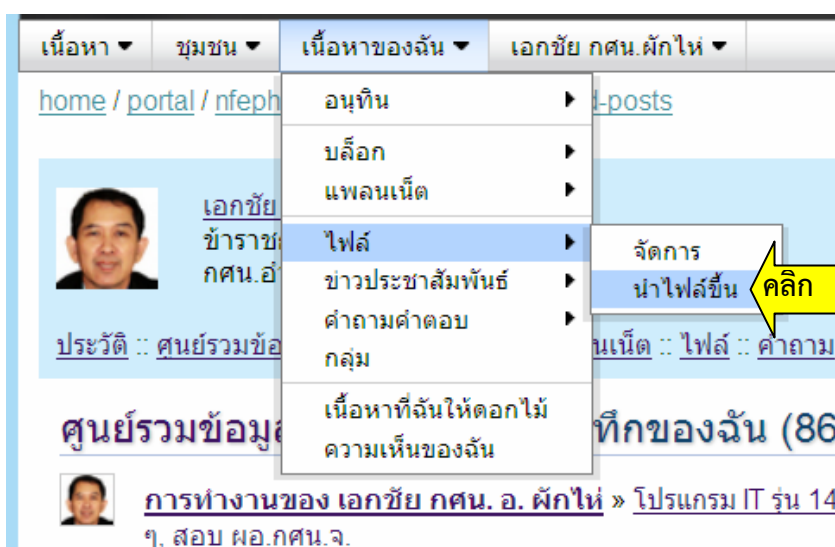 เนื้อหา ▼ ชุมชน ▼ เนื้อหาของฉัน ▼ เอกชัย กศน.ผักไห่ ▼
home / portal / nfeph d-posts
อนุทิน
บล็อก
แพลนเน็ต
เอกชัย
ข้าราช
กศน.อำ
ไฟล์
จัดการ
ข่าวประชาสัมพันธ์
นำไฟล์ขึ้น
คลิก
คำถามคำตอบ
ประวัติ :: ศูนย์รวมข้อ นเน็ต :: ไฟล์ :: คำถาม
กลุ่ม
เนื้อหาที่ฉันให้ดอกไม้
ศูนย์รวมข้อมูล ทึกของฉัน (86
ความเห็นของฉัน
การทำงานของ เอกชัย กศน. อ. ผักไห่ » โปรแกรม IT รุ่น 14
ๆ, สอบ ผอ.กศน.จ.